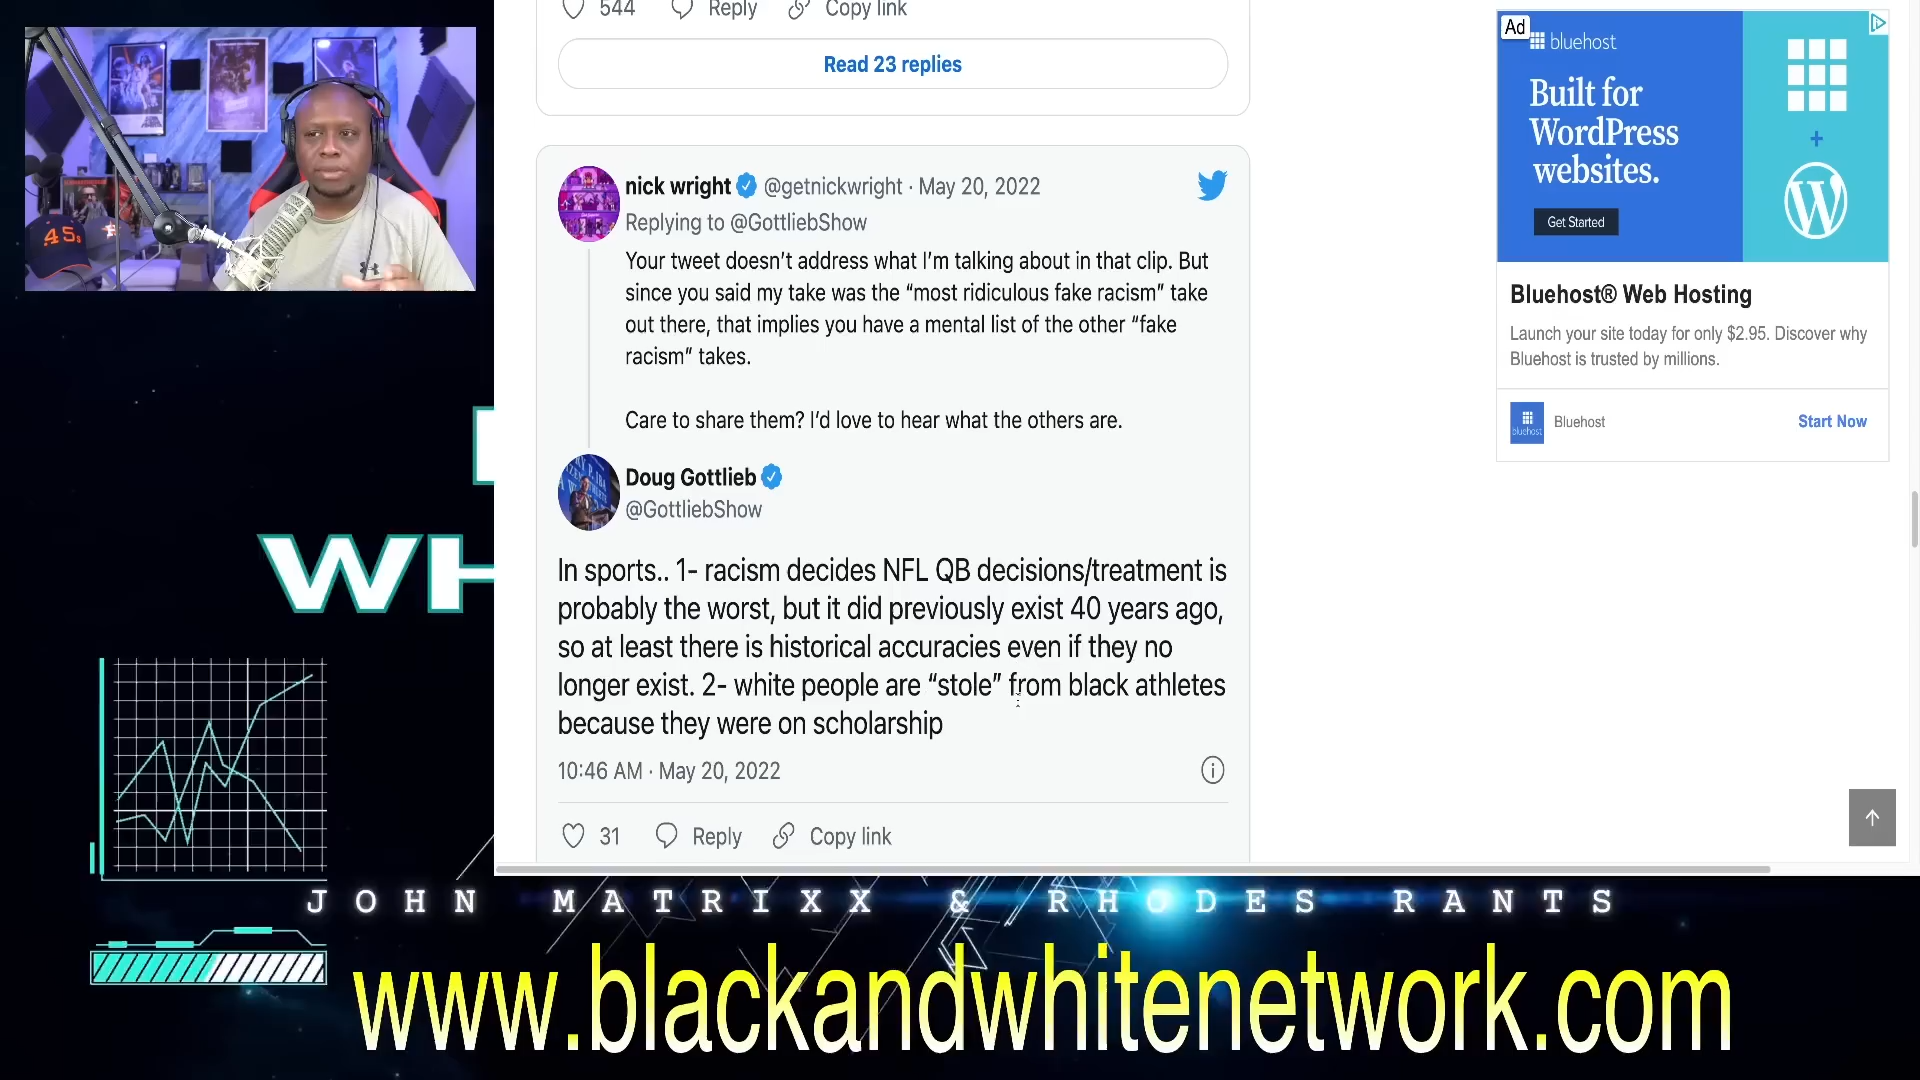 544 Reply Copy link
Read 23 replies
nick wright @getnickwright · May 20, 2022
Replying to @GottliebShow
Your tweet doesn't address what I'm talking about in that clip. But
since you said my take was the “most ridiculous fake racism” take
out there, that implies you have a mental list of the other “fake
racism” takes.
Care to share them? I'd love to hear what the others are.
Doug Gottlieb
@GottliebShow
In sports.. 1- racism decides NFL QB decisions/treatment is
probably the worst, but it did previously exist 40 years ago,
so at least there is historical accuracies even if they no
longer exist. 2- white people are “stole” from black athletes
because they were on scholarship
10:46 AM · May 20, 2022
31 Reply Copy link
Ad
bluehost
Built for
WordPress
websites.
Get Started
Bluehost® Web Hosting
Launch your site today for only $2.95. Discover why
Bluehost is trusted by millions.
bluehost
Bluehost
Start Now
45s
WH
JOHN MATRIXX & RHODES RANTS
www.blackandwhitenetwork.com